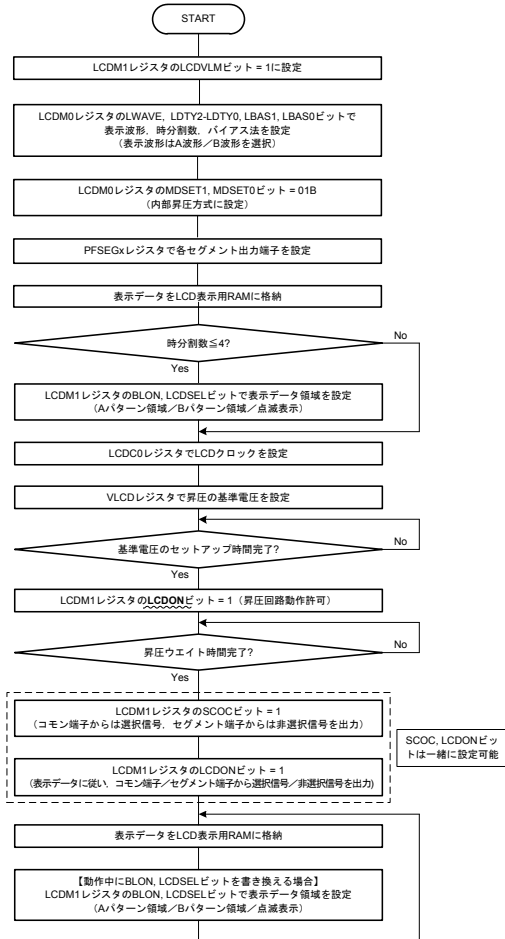 START
LCDM1レジスタのLCDVLMビット = 1に設定
LCDM0レジスタのLWAVE, LDTY2-LDTY0, LBAS1, LBAS0ビットで
表示波形, 時分割数, バイアス法を設定
(表示波形はA波形／B波形を選択)
LCDM0レジスタのMDSET1, MDSET0ビット = 01B
(内部昇圧方式に設定)
PFSEGxレジスタで各セグメント出力端子を設定
表示データをLCD表示用RAMに格納
時分割数≦4?
No
Yes
LCDM1レジスタのBLON, LCDSELビットで表示データ領域を設定
(Aパターン領域／Bパターン領域／点滅表示)
LCDC0レジスタでLCDクロックを設定
VLCDレジスタで昇圧の基準電圧を設定
基準電圧のセットアップ時間完了?
No
Yes
LCDM1レジスタのLCDONビット = 1 (昇圧回路動作許可)
昇圧ウエイト時間完了?
No
Yes
LCDM1レジスタのSCOCビット = 1
(コモン端子からは選択信号, セグメント端子からは非選択信号を出力)
SCOC, LCDONビッ
トは一緒に設定可能
LCDM1レジスタのLCDONビット = 1
(表示データに従い, コモン端子／セグメント端子から選択信号／非選択信号を出力)
表示データをLCD表示用RAMに格納
【動作中にBLON, LCDSELビットを書き換える場合】
LCDM1レジスタのBLON, LCDSELビットで表示データ領域を設定
(Aパターン領域／Bパターン領域／点滅表示)